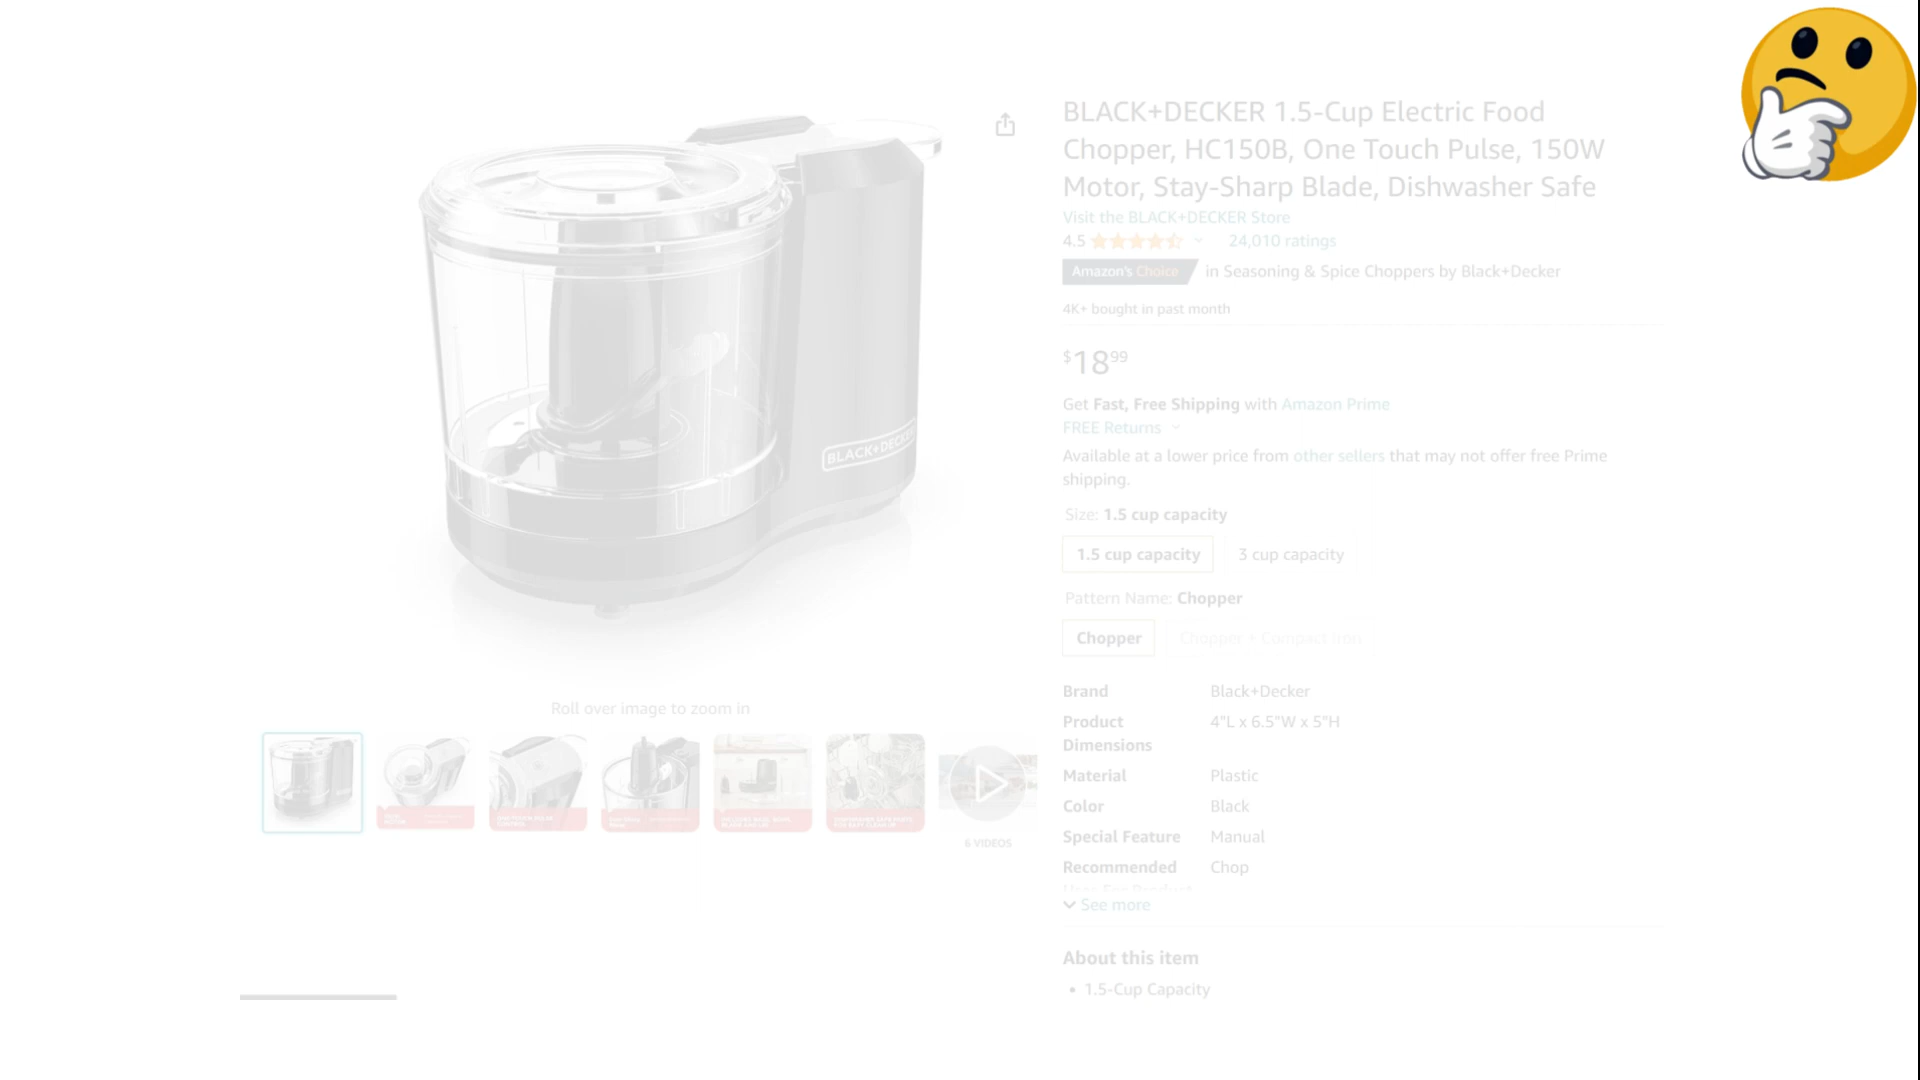 BLACK+DECKER 1.5-Cup Electric Food
Chopper, HC150B, One Touch Pulse, 150W
Motor, Stay-Sharp Blade, Dishwasher Safe
Visit the BLACK+DECKER Store
4.5 24,010 ratings
Amazon's Choice in Seasoning & Spice Choppers by Black+Decker
4K+ bought in past month
$18 99
Get Fast, Free Shipping with Amazon Prime
FREE Returns
Available at a lower price from other sellers that may not offer free Prime
shipping.
Size: 1.5 cup capacity
1.5 cup capacity 3 cup capacity
Pattern Name: Chopper
Chopper Chopper + Compact Iron
Brand Black+Decker
Product Dimensions 4"L x 6.5"W x 5"H
Material Plastic
Color Black
Special Feature Manual
Recommended Chop
See more
About this item
• 1.5-Cup Capacity
BLACK+DECKER
Roll over image to zoom in
6 VIDEOS